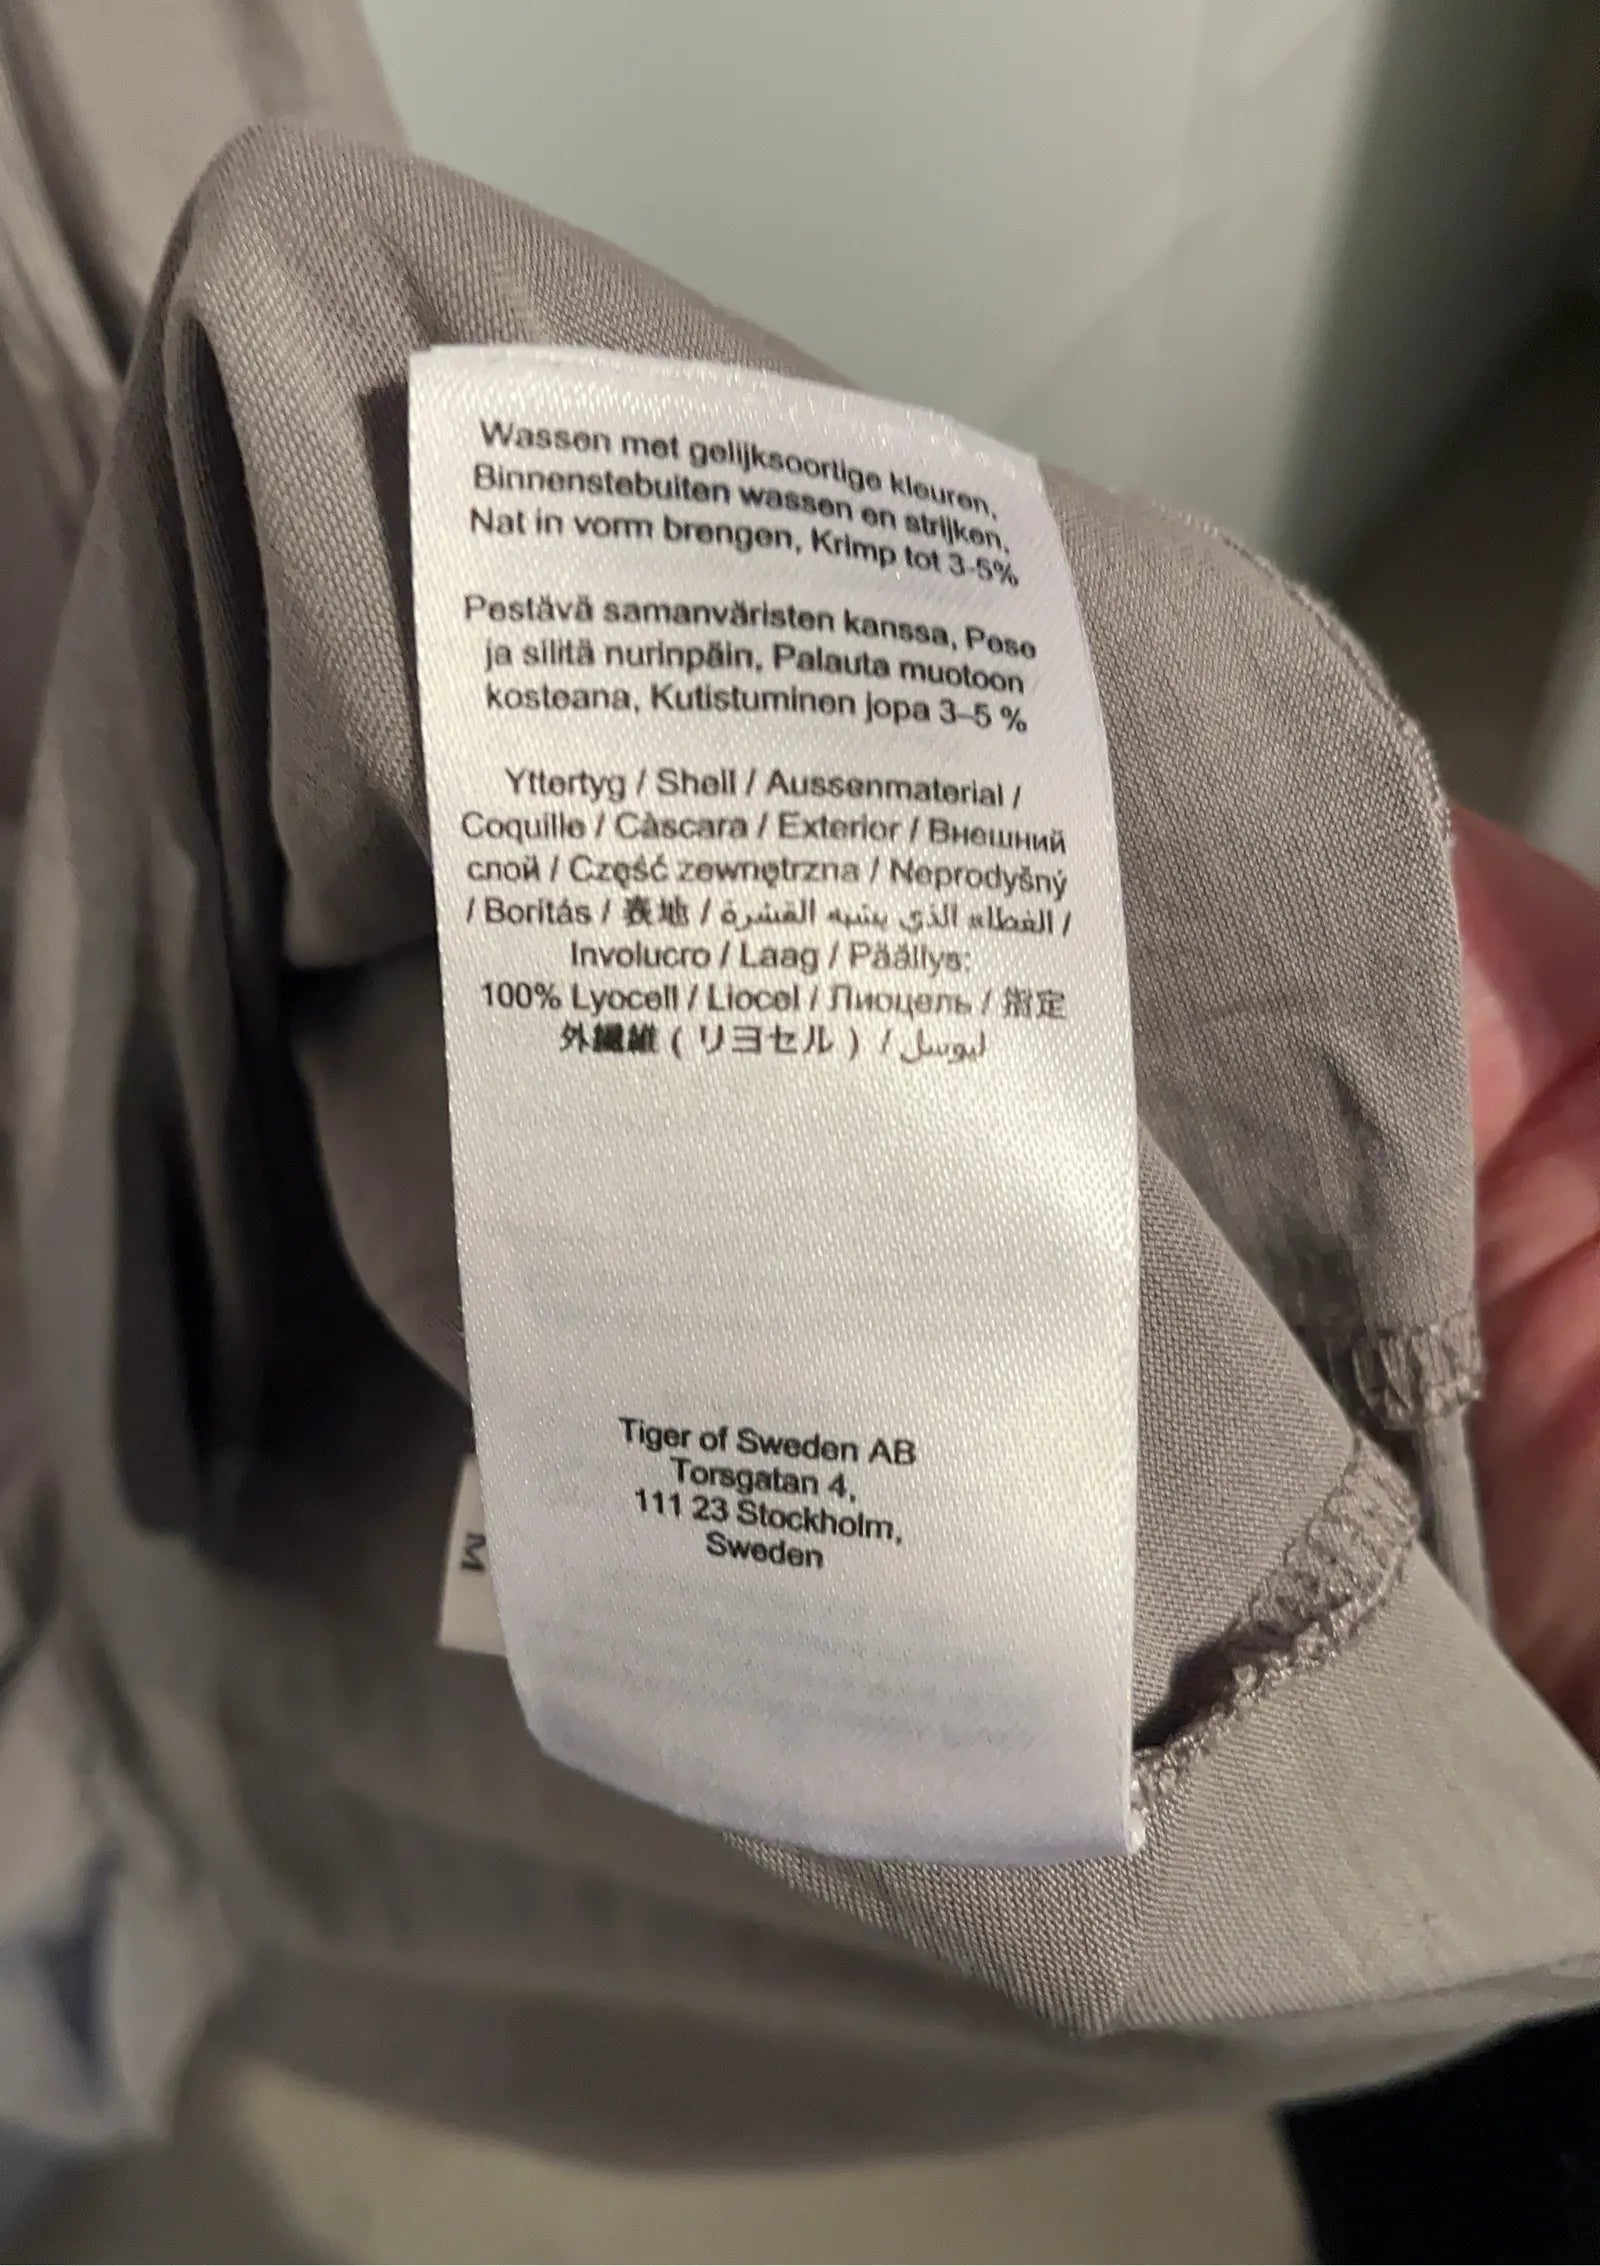 Wassen met gelijksoortige kleuren,
Binnenstebuiten wassen en strijken,
Nat in vorm brengen, Krimp tot 3-5%
Pestävä samanväristen kanssa, Pese
ja silitä nurinpäin, Palauta muotoon
kosteana, Kutistuminen jopa 3–5 %
Yttertyg / Shell / Aussenmaterial /
Coquille / Càscara / Exterior / Внешний
слой / Część zewnętrzna / Neprodyšný
/ Borítás / 表地 / الغطاء الذي يشبه القشرة /
Involucro / Laag / Päällys:
100% Lyocell / Liocel / Лиоцель / 指定
外繊維 ( リヨセル ) / ليوسل
Tiger of Sweden AB
Torsgatan 4,
111 23 Stockholm,
Sweden
M